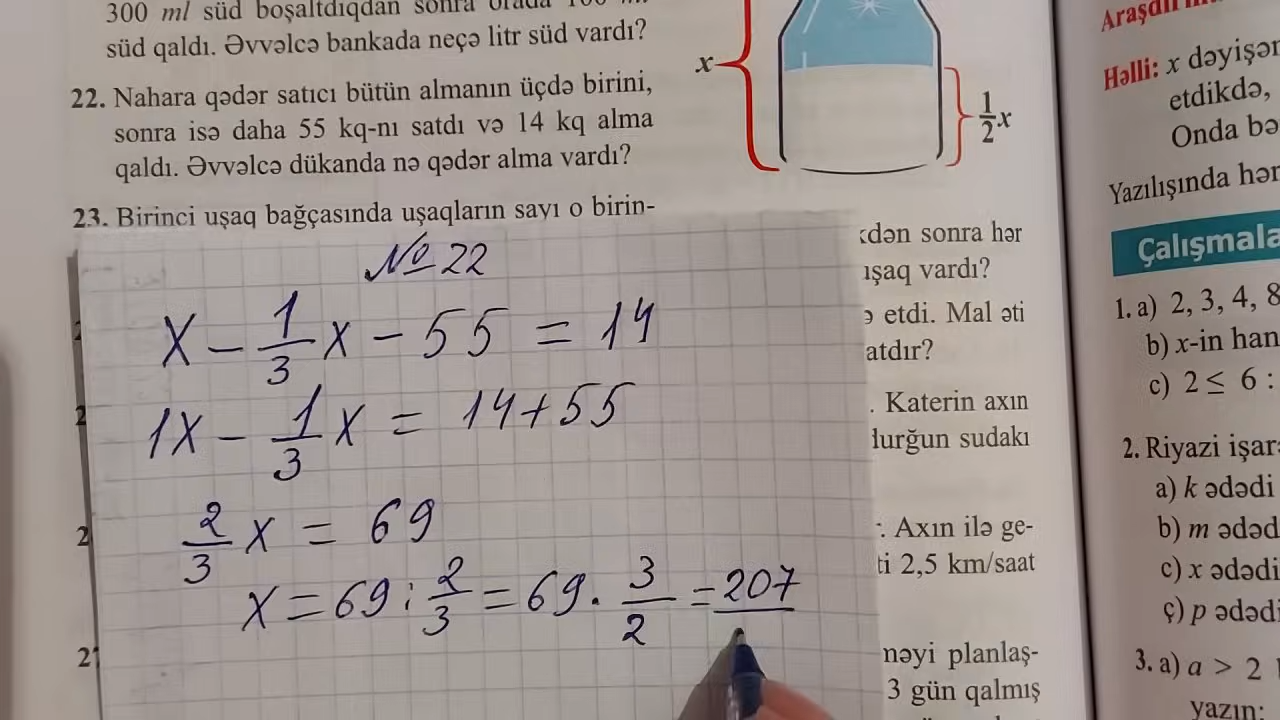 300 ml süd boşaltdıqdan sonra orada 100 ml
süd qaldı. Əvvəlcə bankada neçə litr süd vardı?
22. Nahara qədər satıcı bütün almanın üçdə birini,
sonra isə daha 55 kq-nı satdı və 14 kq alma
qaldı. Əvvəlcə dükanda nə qədər alma vardı?
23. Birinci uşaq bağçasında uşaqların sayı o birin-
x
1/2 x
kdən sonra hər
uşaq vardı?
ə etdi. Mal əti
atdır?
. Katerin axın
durğun sudakı
. Axın ilə ge-
ti 2,5 km/saat
nəyi planlaş-
3 gün qalmış
№ 22
x - 1/3 x - 55 = 14
1x - 1/3 x = 14+55
2/3 x = 69
x = 69 : 2/3 = 69 · 3/2 = 207
Həlli: x dəyişən
etdikdə,
Onda bə
Yazılışında hər
Çalışmala
1. a) 2, 3, 4, 8
b) x-in han
c) 2 ≤ 6 :
2. Riyazi işar
a) k ədədi
b) m ədəd
c) x ədədi
ç) p ədədi
3. a) a > 2
yazın: